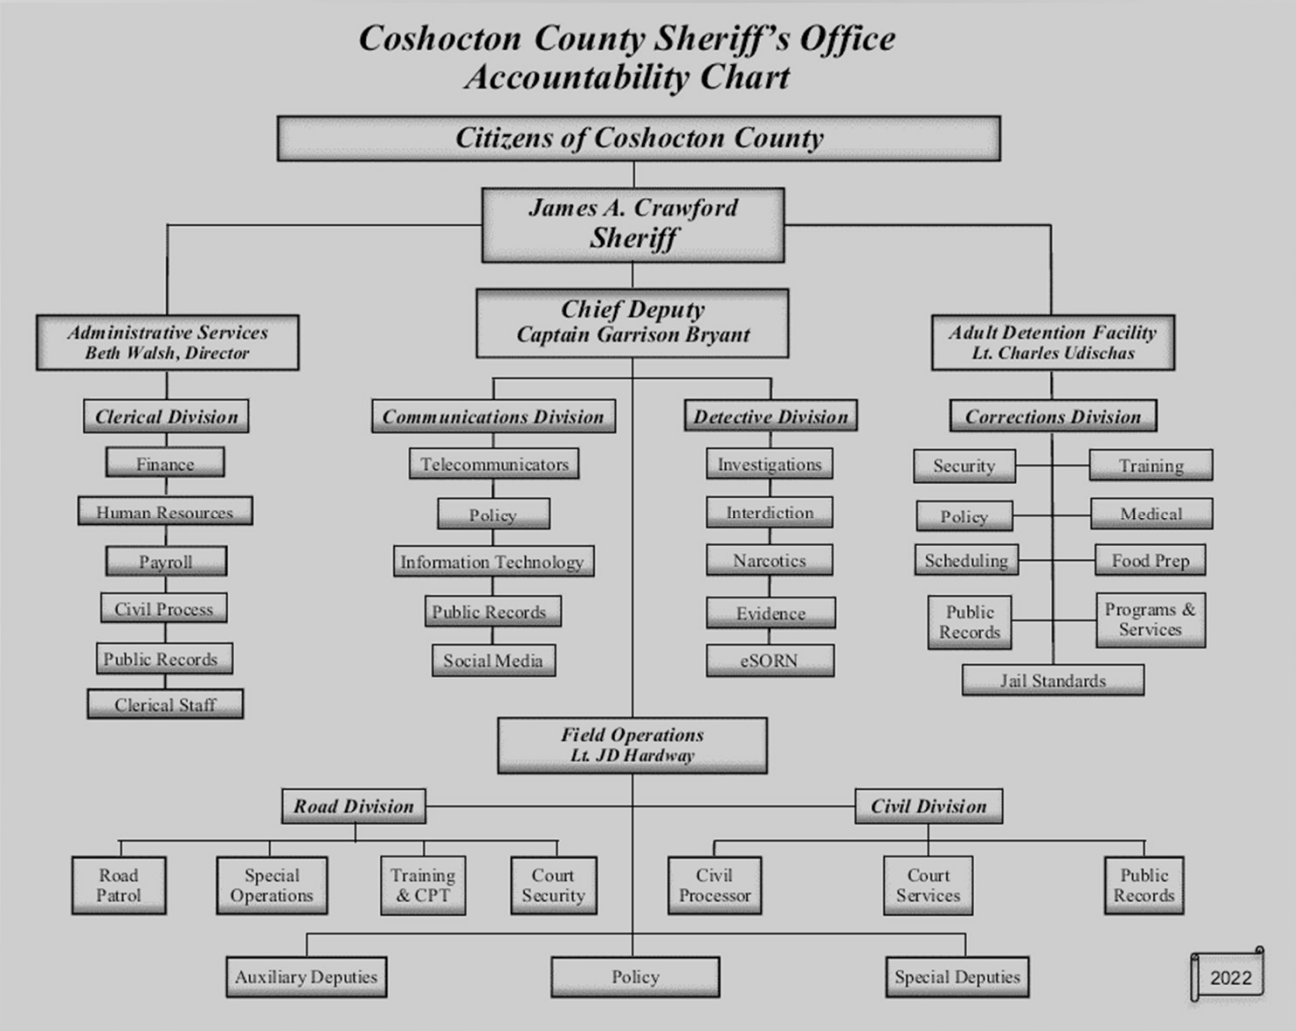 Coshocton County Sheriff's Office
Accountability Chart
Citizens of Coshocton County
James A. Crawford
Sheriff
Chief Deputy
Captain Garrison Bryant
Administrative Services
Beth Walsh, Director
Adult Detention Facility
Lt. Charles Udischas
Clerical Division
Finance
Human Resources
Payroll
Civil Process
Public Records
Clerical Staff
Communications Division
Telecommunicators
Policy
Information Technology
Public Records
Social Media
Detective Division
Investigations
Interdiction
Narcotics
Evidence
eSORN
Corrections Division
Security
Training
Policy
Medical
Scheduling
Food Prep
Public
Records
Programs &
Services
Jail Standards
Field Operations
Lt. JD Hardway
Road Division
Civil Division
Road
Patrol
Special
Operations
Training
& CPT
Court
Security
Civil
Processor
Court
Services
Public
Records
Auxiliary Deputies
Policy
Special Deputies
2022